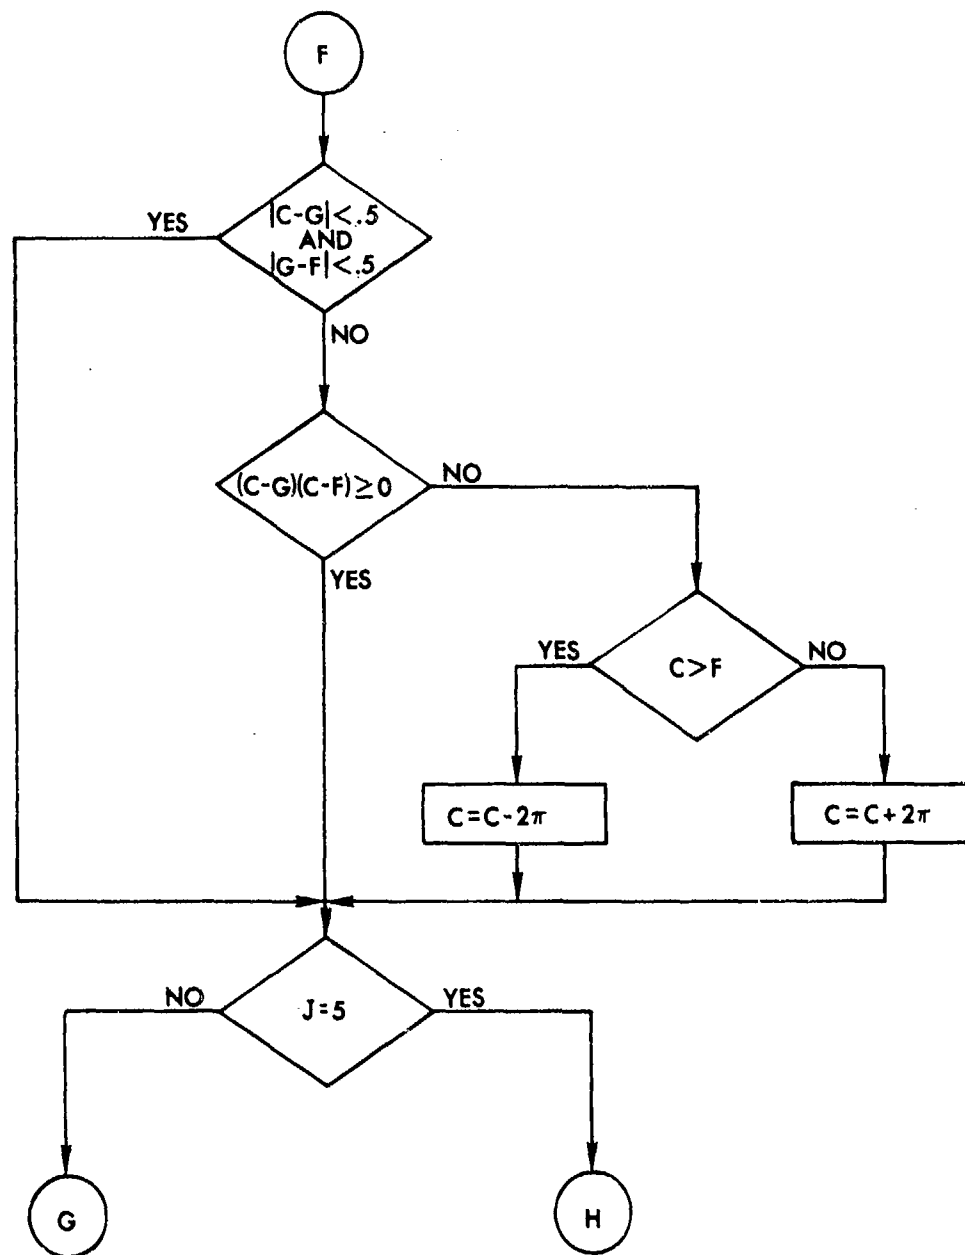 F
YES
|C-G|<.5
AND
|G-F|<.5
NO
(C-G)(C-F)≥0
NO
YES
YES
C>F
NO
C=C-2π
C=C+2π
NO
J=5
YES
G
H